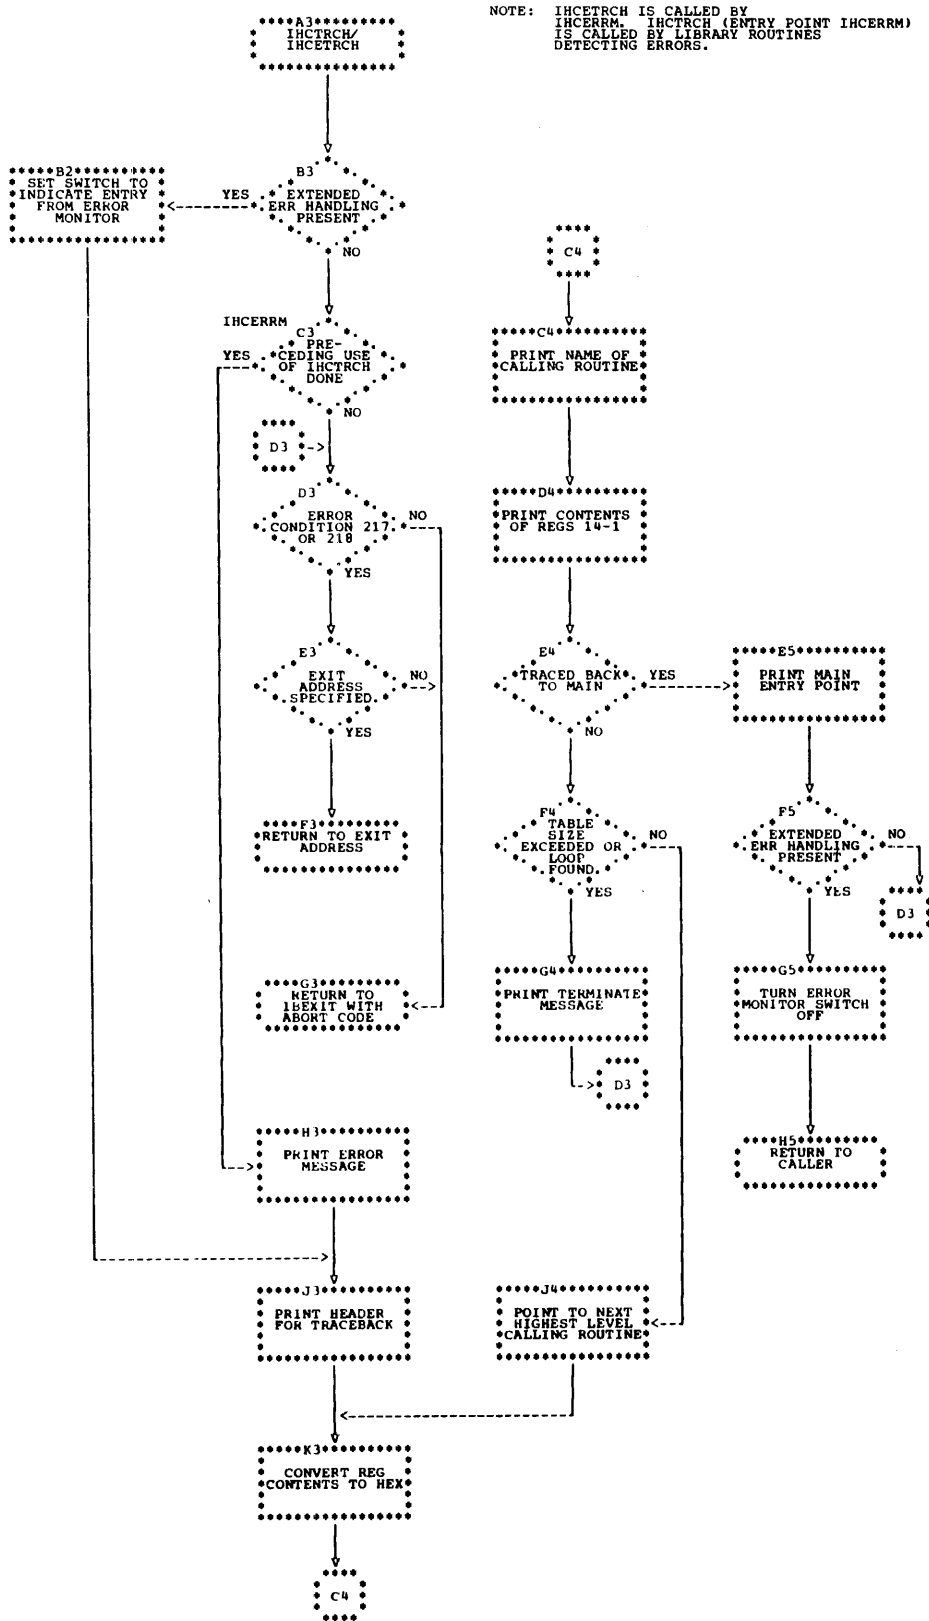 NOTE: IHCETRCH IS CALLED BY
IHCERRM. IHCTRCH (ENTRY POINT IHCERRM)
IS CALLED BY LIBRARY ROUTINES
DETECTING ERRORS.
A3
IHCTRCH/
IHCETRCH
B3
EXTENDED
ERR HANDLING
PRESENT
YES
NO
B2
SET SWITCH TO
INDICATE ENTRY
FROM ERROR
MONITOR
C4
IHCERRM
C3
PRE-
CEDING USE
OF IHCTRCH
DONE
YES
NO
C4
PRINT NAME OF
CALLING ROUTINE
D3
D3
ERROR
CONDITION 217
OR 218
NO
YES
D4
PRINT CONTENTS
OF REGS 14-1
E3
EXIT
ADDRESS
SPECIFIED.
NO
YES
E4
TRACED BACK
TO MAIN
YES
NO
E5
PRINT MAIN
ENTRY POINT
F3
RETURN TO EXIT
ADDRESS
F4
TABLE
SIZE
EXCEEDED OR
LOOP
FOUND.
NO
YES
F5
EXTENDED
ERR HANDLING
PRESENT
NO
YES
D3
G3
RETURN TO
IBEXIT WITH
ABORT CODE
G4
PRINT TERMINATE
MESSAGE
D3
G5
TURN ERROR
MONITOR SWITCH
OFF
H3
PRINT ERROR
MESSAGE
H5
RETURN TO
CALLER
J3
PRINT HEADER
FOR TRACEBACK
J4
POINT TO NEXT
HIGHEST LEVEL
CALLING ROUTINE
K3
CONVERT REG
CONTENTS TO HEX
C4